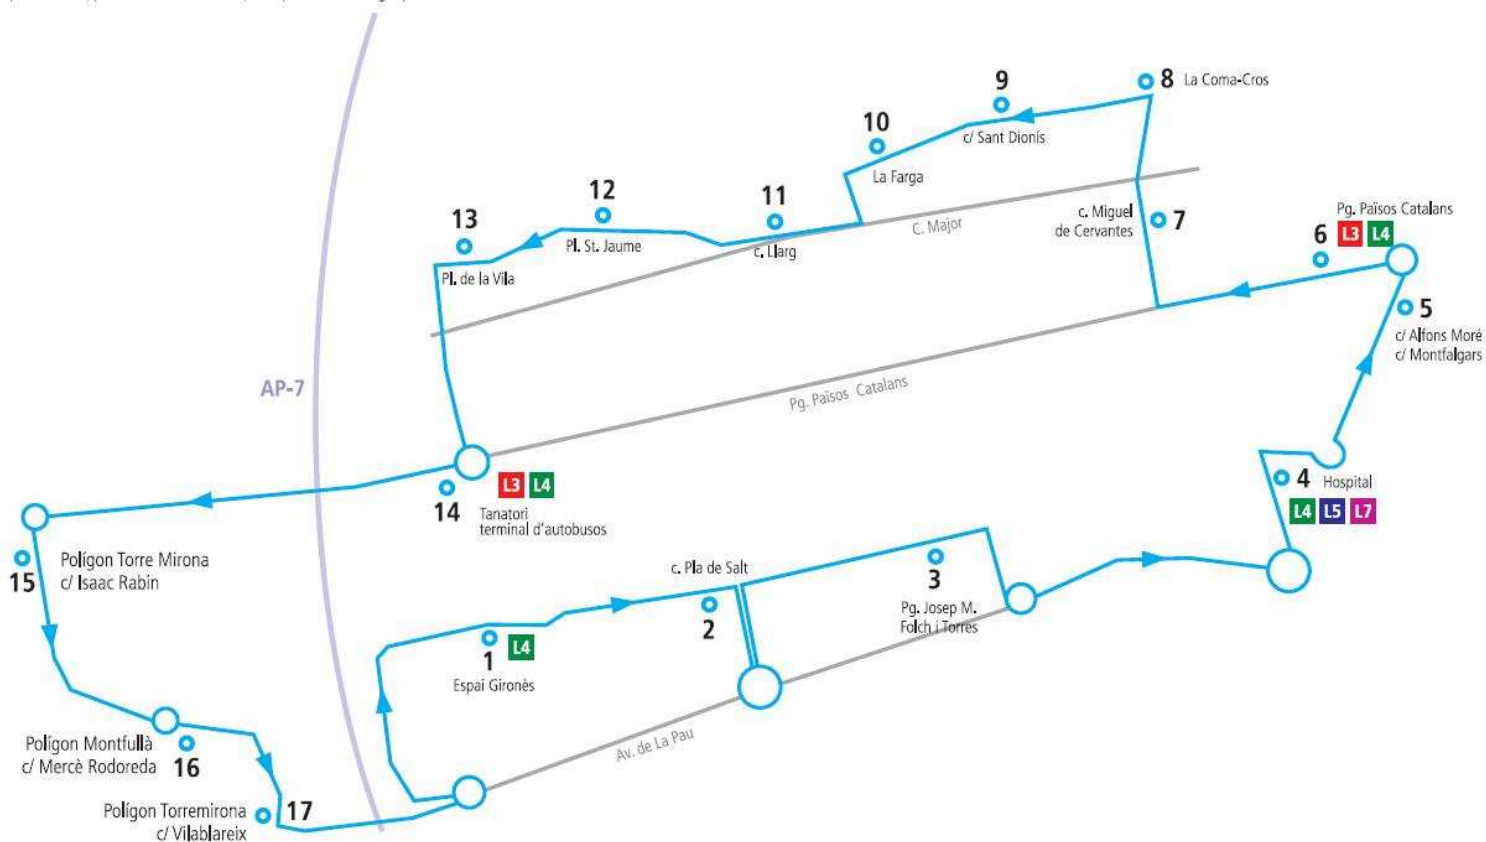 8 La Coma-Cros
9
c/ Sant Dionís
10
La Farga
11
c. Llarg
12
Pl. St. Jaume
13
Pl. de la Vila
C. Major
c. Miguel
de Cervantes
7
Pg. Països Catalans
6 L3 L4
5
c/ Alfons Moré
c/ Montfalgars
AP-7
Pg. Països Catalans
4 Hospital
L4 L5 L7
L3 L4
14 Tanatori
terminal d'autobusos
15
Polígon Torre Mirona
c/ Isaac Rabin
c. Pla de Salt
2
3
Pg. Josep M.
Folch i Torres
1 L4
Espai Gironès
Av. de La Pau
Polígon Montfullà
c/ Mercè Rodoreda 16
Polígon Torremirona
c/ Vilablareix
17